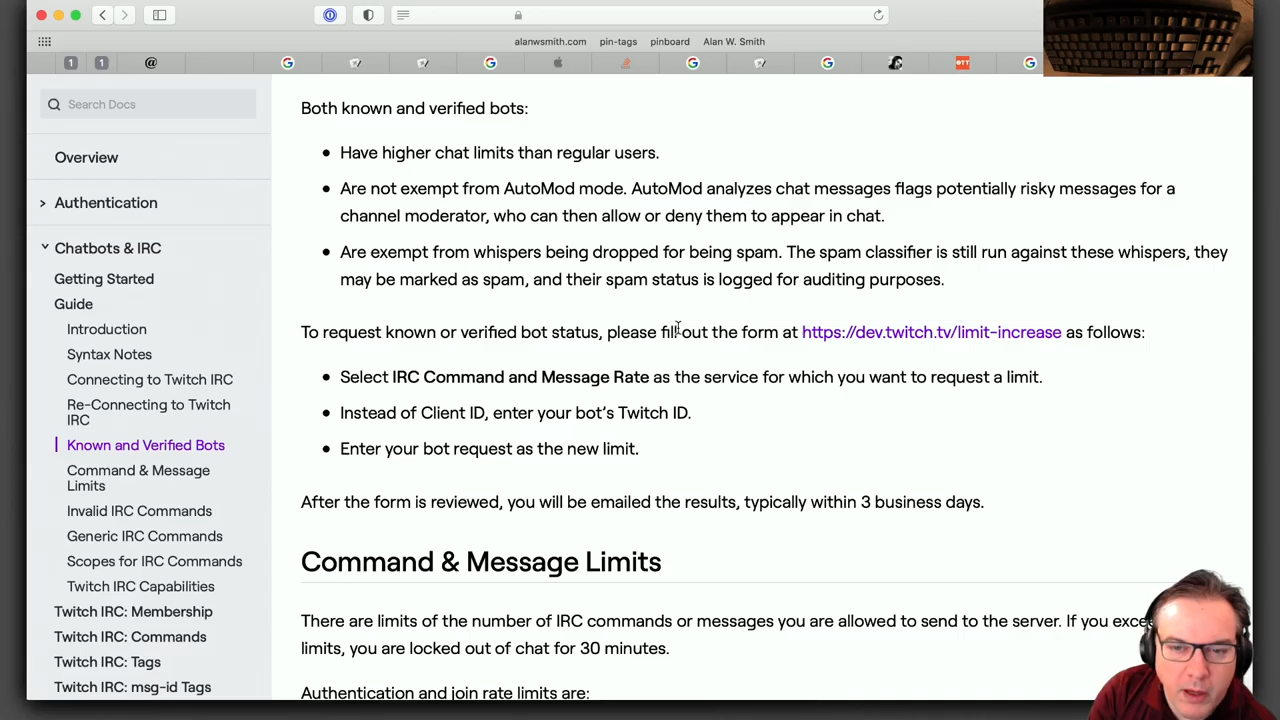 alanwsmith.com pin-tags pinboard Alan W. Smith
1 1 @
Search Docs
Overview
Authentication
Chatbots & IRC
Getting Started
Guide
Introduction
Syntax Notes
Connecting to Twitch IRC
Re-Connecting to Twitch
IRC
Known and Verified Bots
Command & Message
Limits
Invalid IRC Commands
Generic IRC Commands
Scopes for IRC Commands
Twitch IRC Capabilities
Twitch IRC: Membership
Twitch IRC: Commands
Twitch IRC: Tags
Twitch IRC: msg-id Tags
Both known and verified bots:
Have higher chat limits than regular users.
Are not exempt from AutoMod mode. AutoMod analyzes chat messages flags potentially risky messages for a
channel moderator, who can then allow or deny them to appear in chat.
Are exempt from whispers being dropped for being spam. The spam classifier is still run against these whispers, they
may be marked as spam, and their spam status is logged for auditing purposes.
To request known or verified bot status, please fill out the form at https://dev.twitch.tv/limit-increase as follows:
Select IRC Command and Message Rate as the service for which you want to request a limit.
Instead of Client ID, enter your bot's Twitch ID.
Enter your bot request as the new limit.
After the form is reviewed, you will be emailed the results, typically within 3 business days.
Command & Message Limits
There are limits of the number of IRC commands or messages you are allowed to send to the server. If you exce
limits, you are locked out of chat for 30 minutes.
Authentication and join rate limits are: